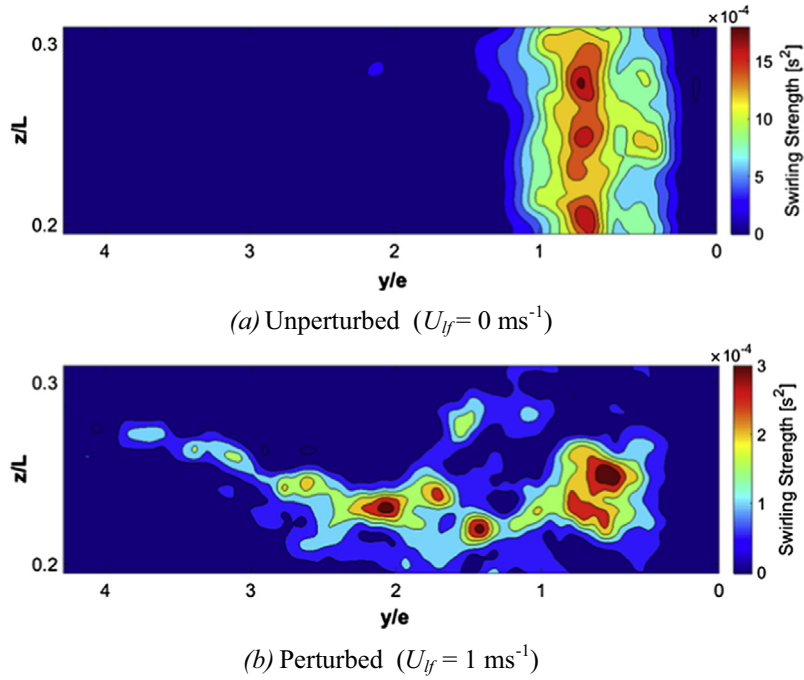 ×10⁻⁴
0.3
15
z/L
10
Swirling Strength [s²]
5
0.2
0
4 3 2 1 0
y/e
(a) Unperturbed (Ulf = 0 ms⁻¹)
×10⁻⁴
3
0.3
2
z/L
Swirling Strength [s²]
1
0.2
0
4 3 2 1 0
y/e
(b) Perturbed (Ulf = 1 ms⁻¹)